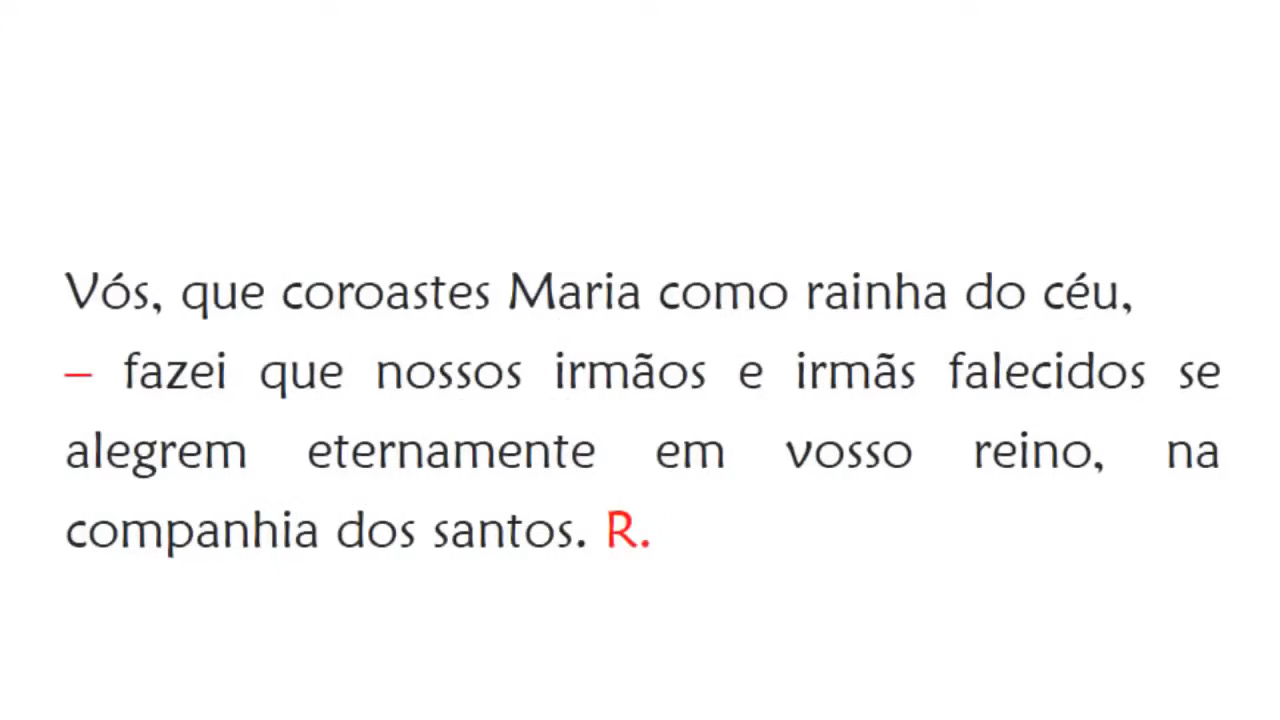 Vós, que coroastes Maria como rainha do céu,
– fazei que nossos irmãos e irmãs falecidos se
alegrem eternamente em vosso reino, na
companhia dos santos. R.